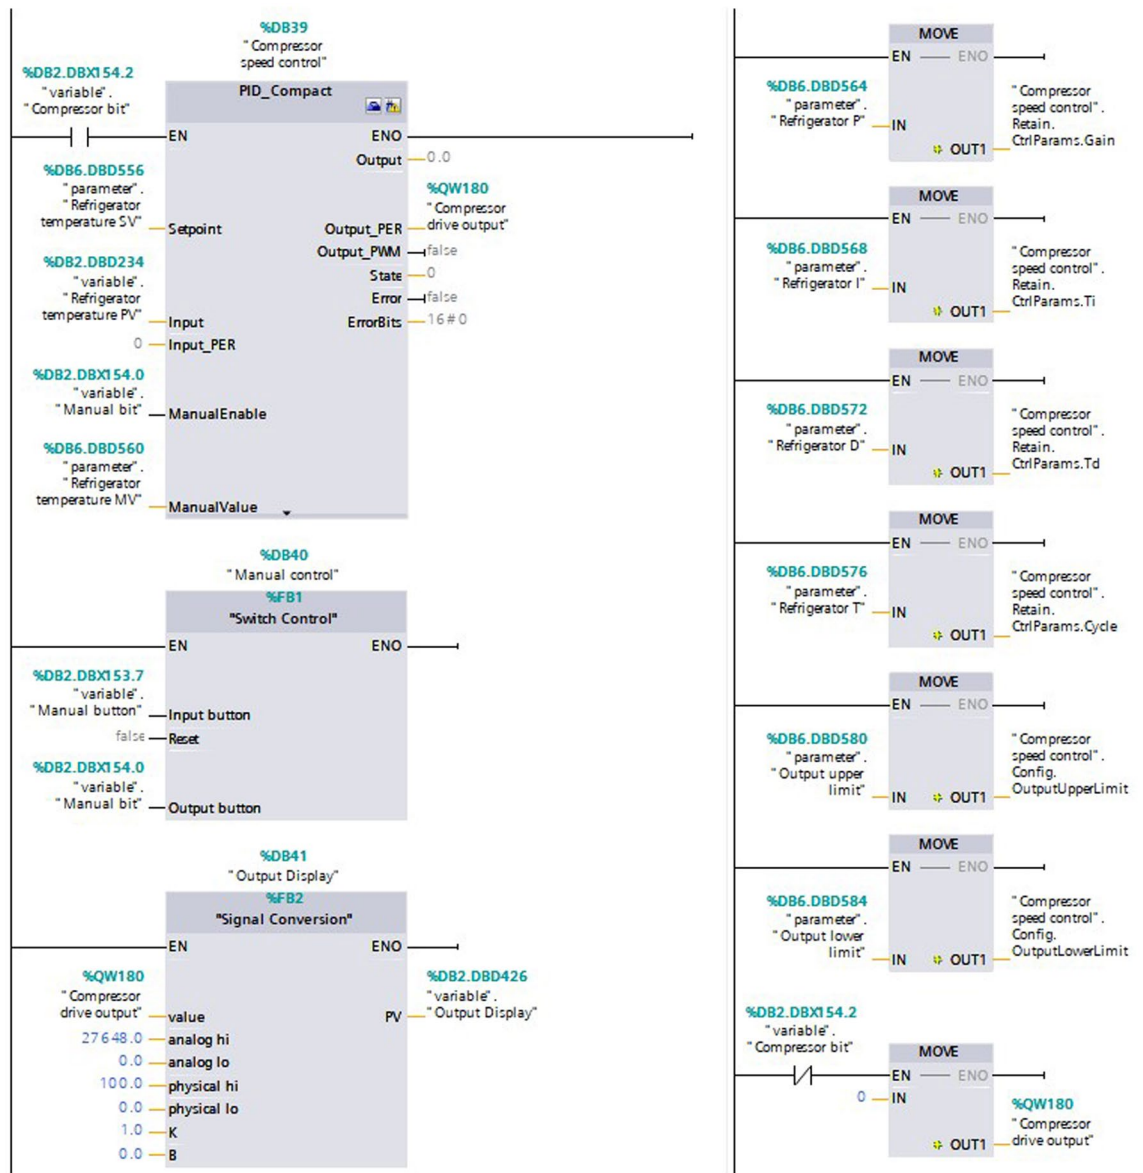 %DB39
"Compressor
speed control"
%DB2.DBX154.2
"variable".
"Compressor bit"
PID_Compact
EN
ENO
Output
0.0
%DB6.DBD556
"parameter".
"Refrigerator
temperature SV"
Setpoint
%QW180
"Compressor
drive output"
Output_PER
Output_PWM
false
State
0
Error
false
ErrorBits
16#0
%DB2.DBD234
"variable".
"Refrigerator
temperature PV"
Input
0
Input_PER
%DB2.DBX154.0
"variable".
"Manual bit"
ManualEnable
%DB6.DBD560
"parameter".
"Refrigerator
temperature MV"
ManualValue
%DB40
"Manual control"
%FB1
"Switch Control"
EN
ENO
%DB2.DBX153.7
"variable".
"Manual button"
Input button
false
Reset
%DB2.DBX154.0
"variable".
"Manual bit"
Output button
%DB41
"Output Display"
%FB2
"Signal Conversion"
EN
ENO
%QW180
"Compressor
drive output"
value
%DB2.DBD426
"variable".
"Output Display"
PV
27648.0
analog hi
0.0
analog lo
100.0
physical hi
0.0
physical lo
1.0
K
0.0
B
MOVE
EN
ENO
%DB6.DBD564
"parameter".
"Refrigerator P"
IN
OUT1
"Compressor
speed control".
Retain.
CtrlParams.Gain
MOVE
EN
ENO
%DB6.DBD568
"parameter".
"Refrigerator I"
IN
OUT1
"Compressor
speed control".
Retain.
CtrlParams.Ti
MOVE
EN
ENO
%DB6.DBD572
"parameter".
"Refrigerator D"
IN
OUT1
"Compressor
speed control".
Retain.
CtrlParams.Td
MOVE
EN
ENO
%DB6.DBD576
"parameter".
"Refrigerator T"
IN
OUT1
"Compressor
speed control".
Retain.
CtrlParams.Cycle
MOVE
EN
ENO
%DB6.DBD580
"parameter".
"Output upper
limit"
IN
OUT1
"Compressor
speed control".
Config.
OutputUpperLimit
MOVE
EN
ENO
%DB6.DBD584
"parameter".
"Output lower
limit"
IN
OUT1
"Compressor
speed control".
Config.
OutputLowerLimit
%DB2.DBX154.2
"variable".
"Compressor bit"
MOVE
EN
ENO
0
IN
OUT1
%QW180
"Compressor
drive output"